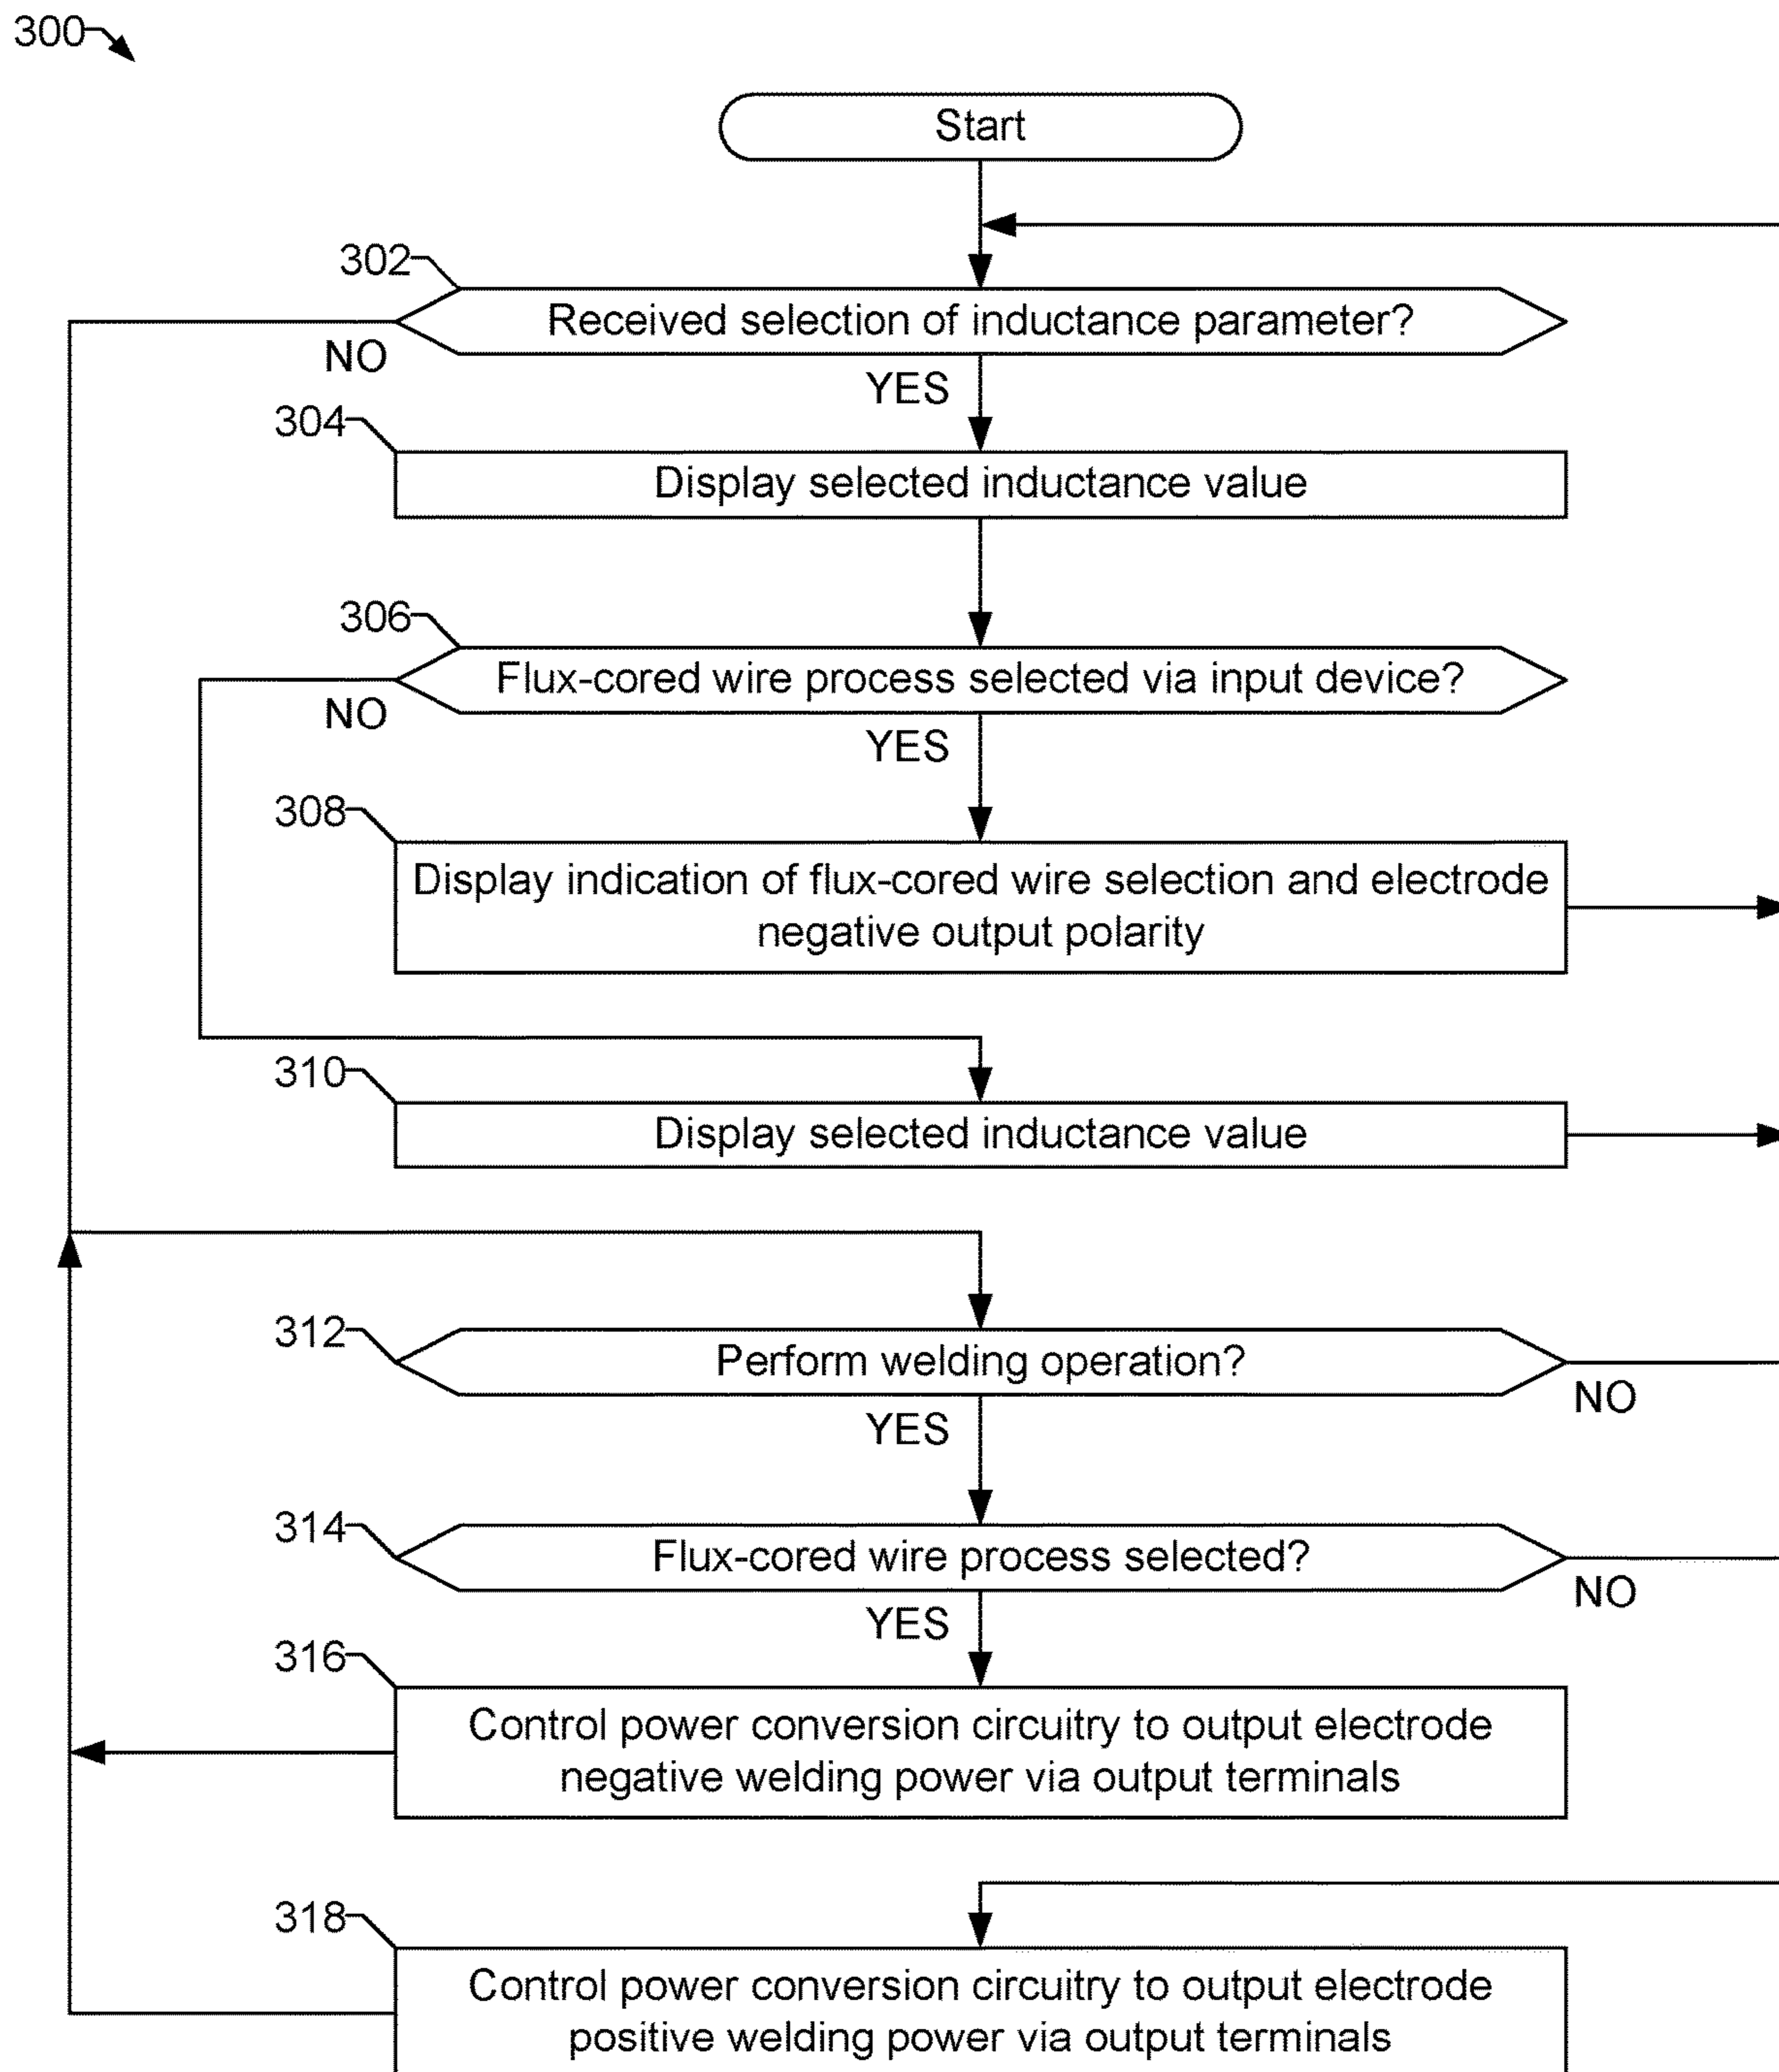 300
Start
302
Received selection of inductance parameter?
NO
YES
304
Display selected inductance value
306
Flux-cored wire process selected via input device?
NO
YES
308
Display indication of flux-cored wire selection and electrode
negative output polarity
310
Display selected inductance value
312
Perform welding operation?
NO
YES
314
Flux-cored wire process selected?
NO
YES
316
Control power conversion circuitry to output electrode
negative welding power via output terminals
318
Control power conversion circuitry to output electrode
positive welding power via output terminals